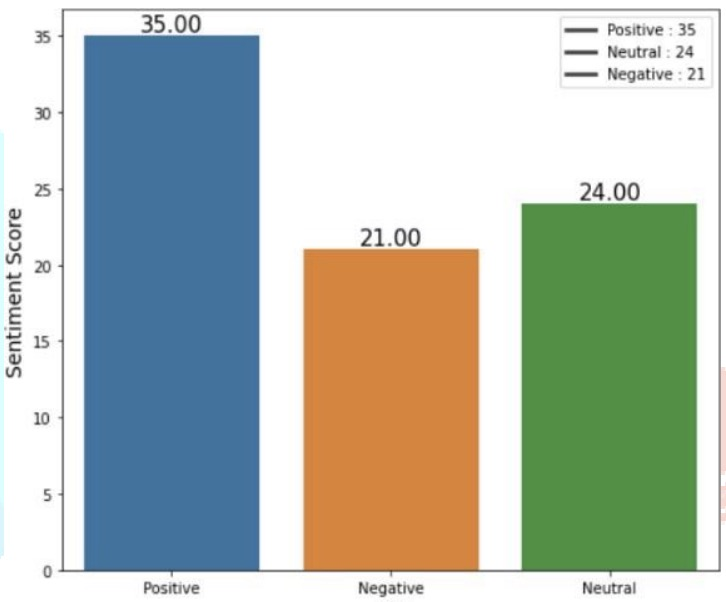 35.00
21.00
24.00
Positive : 35
Neutral : 24
Negative : 21
Sentiment Score
35
30
25
20
15
10
5
0
Positive
Negative
Neutral